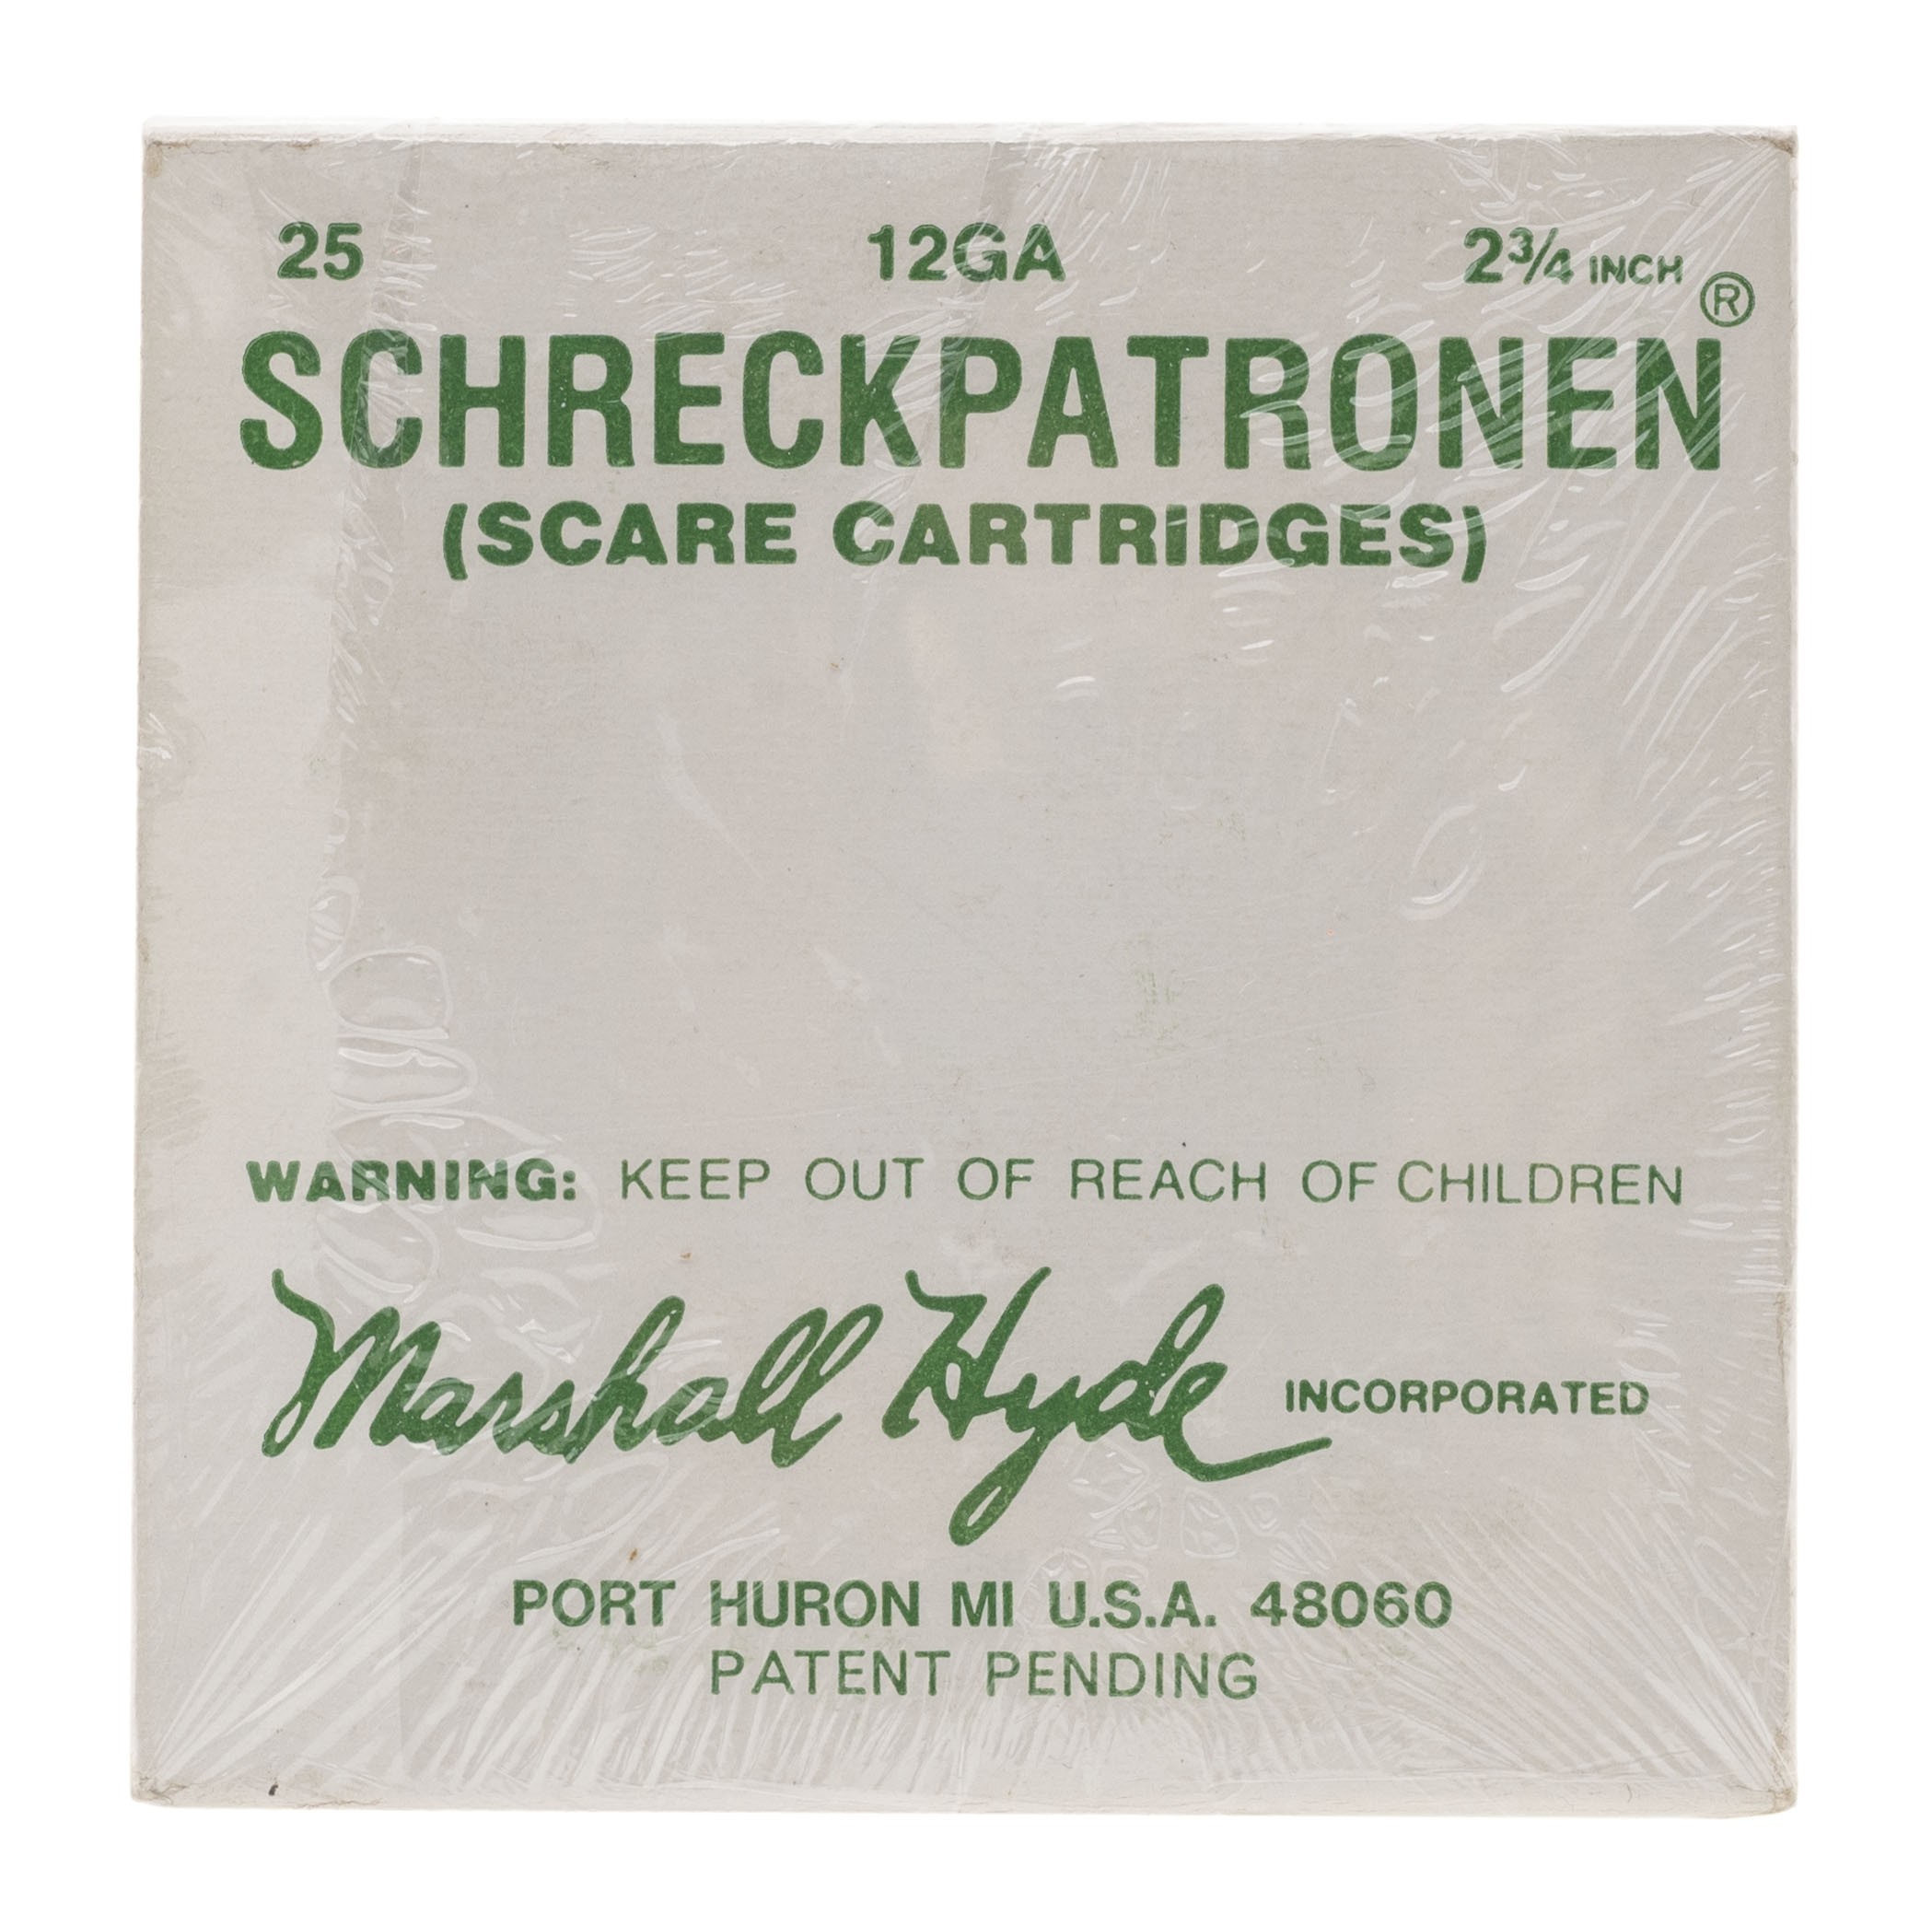 25 12GA 2¾ INCH
SCHRECKPATRONEN®
(SCARE CARTRIDGES)
WARNING: KEEP OUT OF REACH OF CHILDREN
Marshall Hyde INCORPORATED
PORT HURON MI U.S.A. 48060
PATENT PENDING